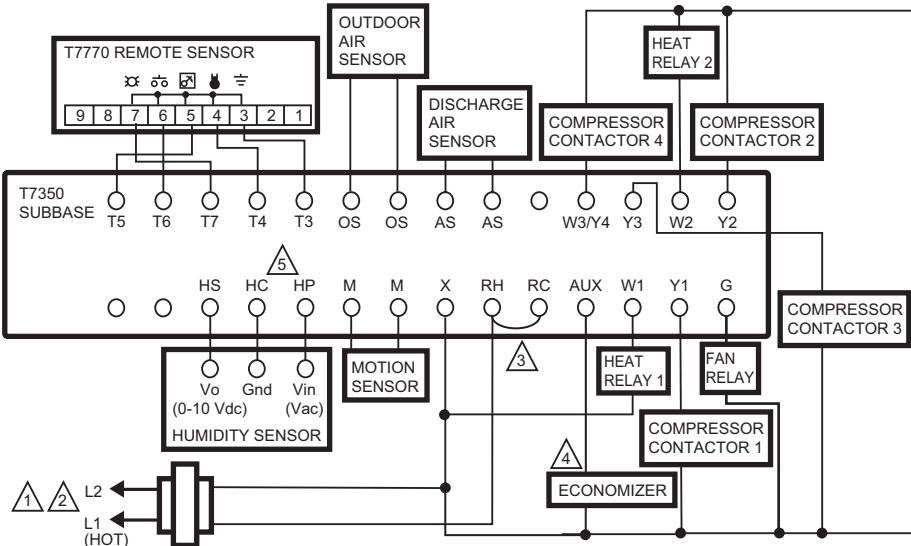 T7770 REMOTE SENSOR
9 8 7 6 5 4 3 2 1
OUTDOOR
AIR
SENSOR
DISCHARGE
AIR
SENSOR
COMPRESSOR
CONTACTOR 4
HEAT
RELAY 2
COMPRESSOR
CONTACTOR 2
T7350
SUBBASE
T5 T6 T7 T4 T3 OS OS AS AS W3/Y4 Y3 W2 Y2
5
HS HC HP M M X RH RC AUX W1 Y1 G
3
COMPRESSOR
CONTACTOR 3
Vo Gnd Vin
(0-10 Vdc) (Vac)
HUMIDITY SENSOR
MOTION
SENSOR
HEAT
RELAY 1
FAN
RELAY
COMPRESSOR
CONTACTOR 1
4
ECONOMIZER
1 2 L2
L1
(HOT)